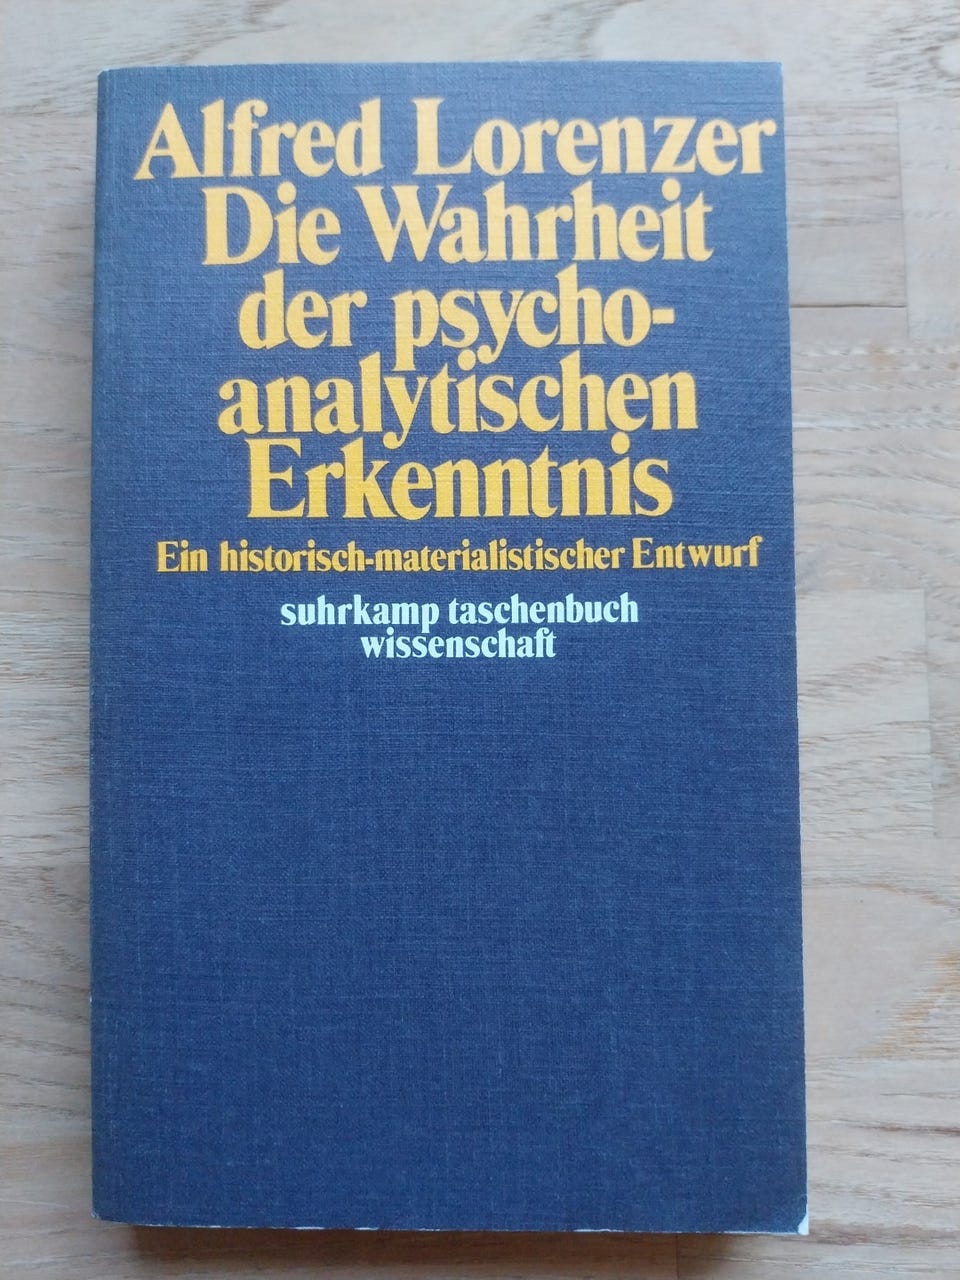 Alfred Lorenzer
Die Wahrheit
der psycho-
analytischen
Erkenntnis
Ein historisch-materialistischer Entwurf
suhrkamp taschenbuch
wissenschaft